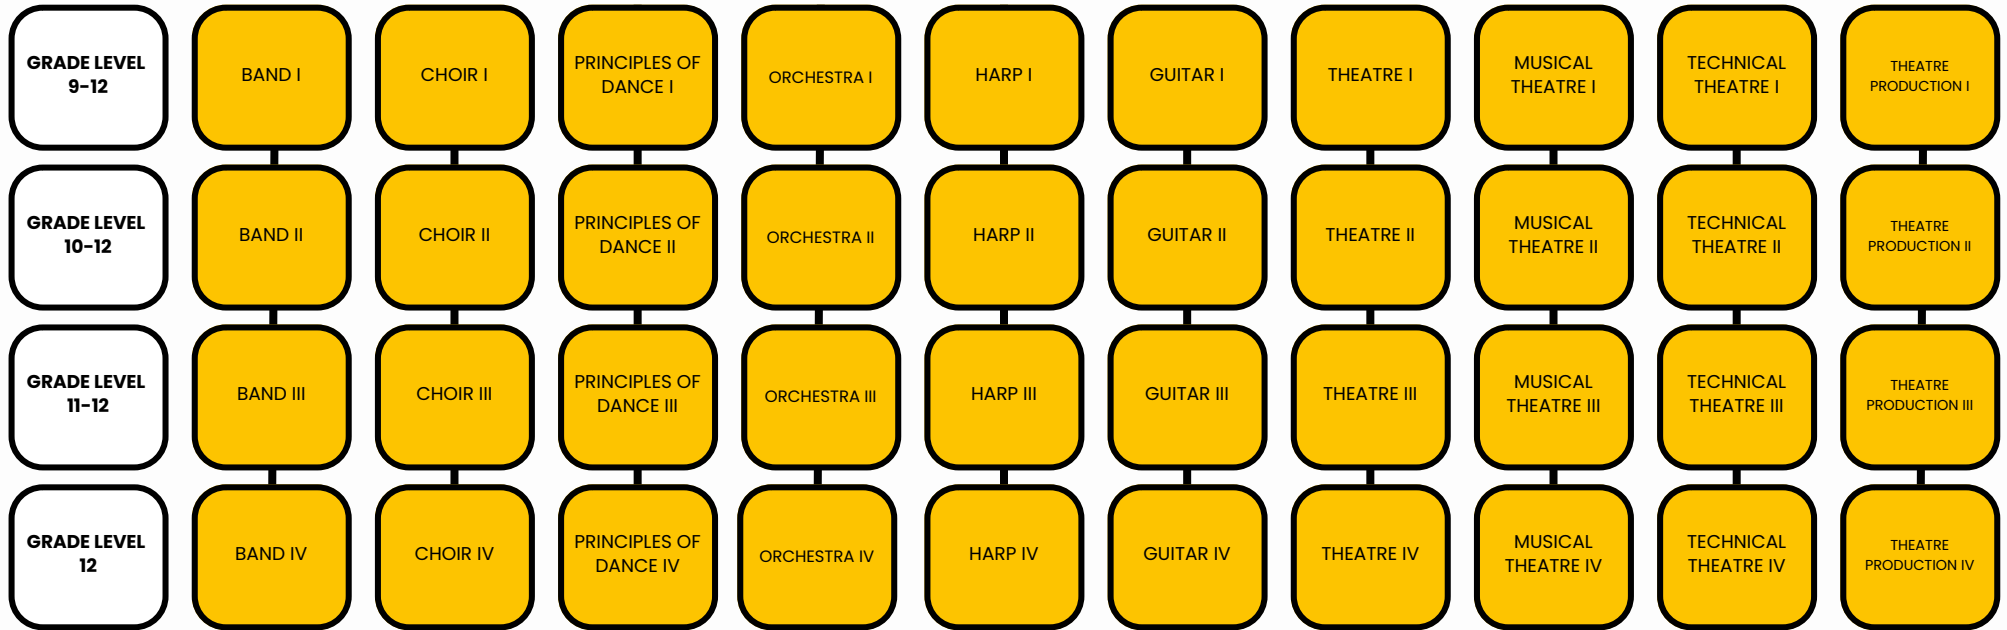 GRADE LEVEL
9-12
BAND I
CHOIR I
PRINCIPLES OF
DANCE I
ORCHESTRA I
HARP I
GUITAR I
THEATRE I
MUSICAL
THEATRE I
TECHNICAL
THEATRE I
THEATRE
PRODUCTION I
GRADE LEVEL
10-12
BAND II
CHOIR II
PRINCIPLES OF
DANCE II
ORCHESTRA II
HARP II
GUITAR II
THEATRE II
MUSICAL
THEATRE II
TECHNICAL
THEATRE II
THEATRE
PRODUCTION II
GRADE LEVEL
11-12
BAND III
CHOIR III
PRINCIPLES OF
DANCE III
ORCHESTRA III
HARP III
GUITAR III
THEATRE III
MUSICAL
THEATRE III
TECHNICAL
THEATRE III
THEATRE
PRODUCTION III
GRADE LEVEL
12
BAND IV
CHOIR IV
PRINCIPLES OF
DANCE IV
ORCHESTRA IV
HARP IV
GUITAR IV
THEATRE IV
MUSICAL
THEATRE IV
TECHNICAL
THEATRE IV
THEATRE
PRODUCTION IV